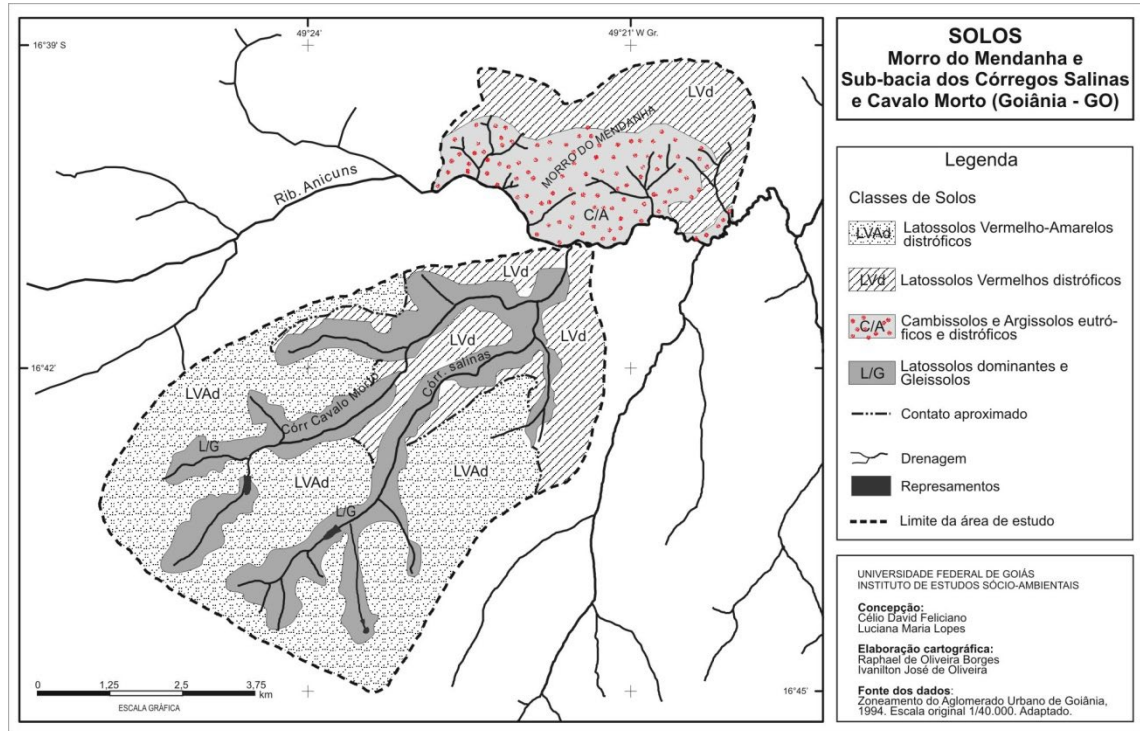 49°24'
49°21' W Gr.
16°39' S
LVd
MORRO DO MENDANHA
Rib. Anicuns
C/A
LVd
LVd
LVd
16°42'
Córr. salinas
LVAd
Córr Cavalo Morto
L/G
LVAd
LVAd
L/G
0 1,25 2,5 3,75
km
ESCALA GRÁFICA
16°45'
SOLOS
Morro do Mendanha e
Sub-bacia dos Córregos Salinas
e Cavalo Morto (Goiânia - GO)
Legenda
Classes de Solos
LVAd Latossolos Vermelho-Amarelos
distróficos
LVd Latossolos Vermelhos distróficos
C/A Cambissolos e Argissolos eutró-
ficos e distróficos
L/G Latossolos dominantes e
Gleissolos
Contato aproximado
Drenagem
Represamentos
Limite da área de estudo
UNIVERSIDADE FEDERAL DE GOIÁS
INSTITUTO DE ESTUDOS SÓCIO-AMBIENTAIS
Concepção:
Célio David Feliciano
Luciana Maria Lopes
Elaboração cartográfica:
Raphael de Oliveira Borges
Ivanilton José de Oliveira
Fonte dos dados:
Zoneamento do Aglomerado Urbano de Goiânia,
1994. Escala original 1/40.000. Adaptado.